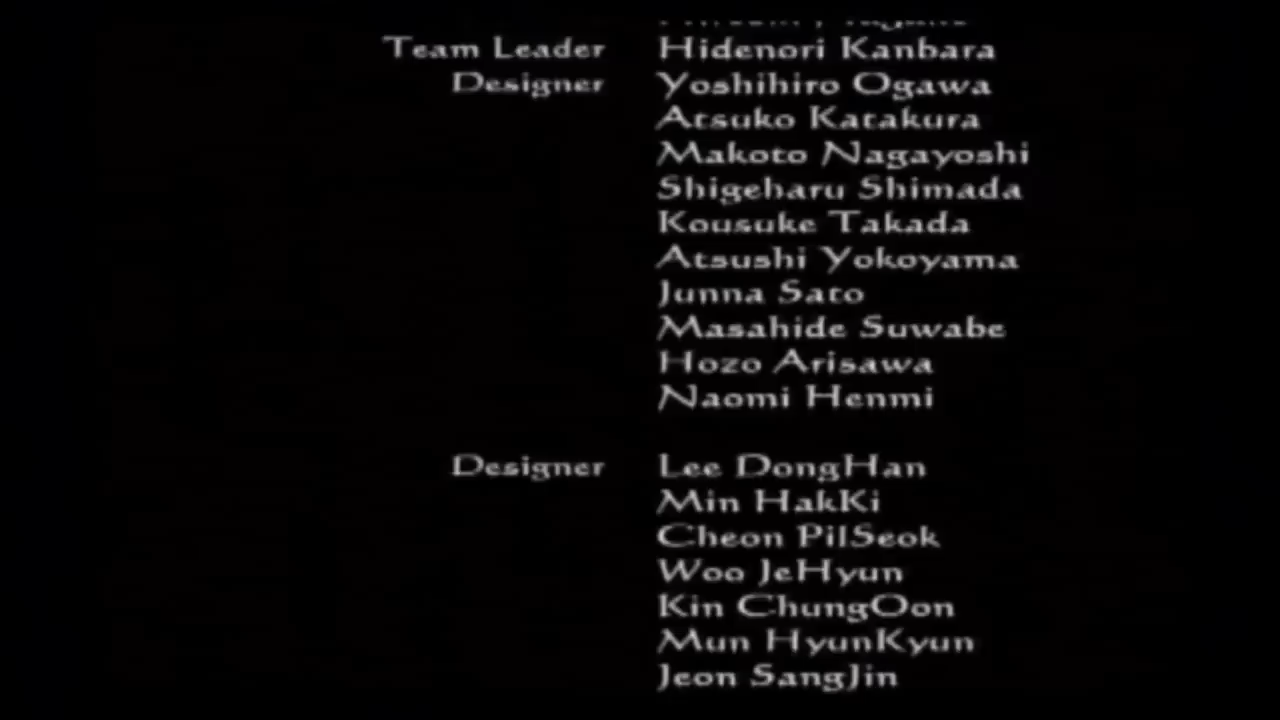 Team Leader Hidenori Kanbara
Designer Yoshihiro Ogawa
Atsuko Katakura
Makoto Nagayoshi
Shigeharu Shimada
Kousuke Takada
Atsushi Yokoyama
Junna Sato
Masahide Suwabe
Hozo Arisawa
Naomi Henmi
Designer Lee DongHan
Min HakKi
Cheon PilSeok
Woo JeHyun
Kin ChungOon
Mun HyunKyun
Jeon SangJin